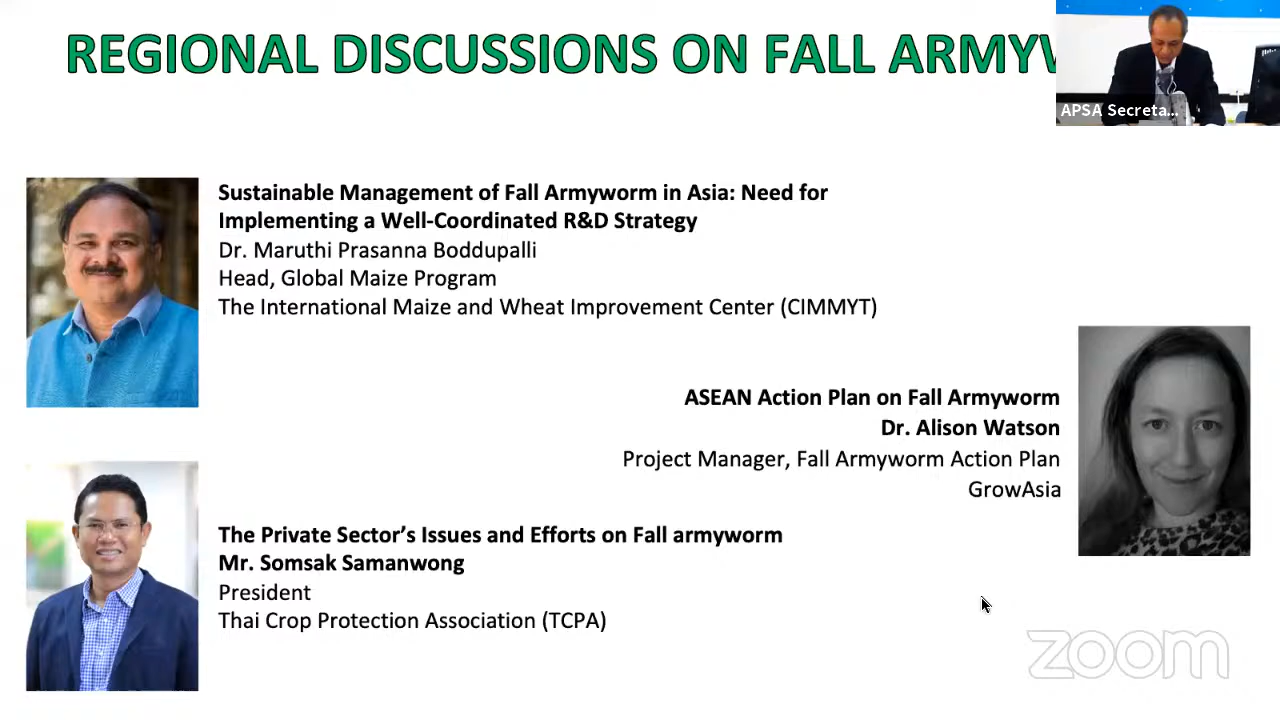 REGIONAL DISCUSSIONS ON FALL
APSA Secreta...
Sustainable Management of Fall Armyworm in Asia: Need for
Implementing a Well-Coordinated R&D Strategy
Dr. Maruthi Prasanna Boddupalli
Head, Global Maize Program
The International Maize and Wheat Improvement Center (CIMMYT)
ASEAN Action Plan on Fall Armyworm
Dr. Alison Watson
Project Manager, Fall Armyworm Action Plan
GrowAsia
The Private Sector’s Issues and Efforts on Fall armyworm
Mr. Somsak Samanwong
President
Thai Crop Protection Association (TCPA)
zoom